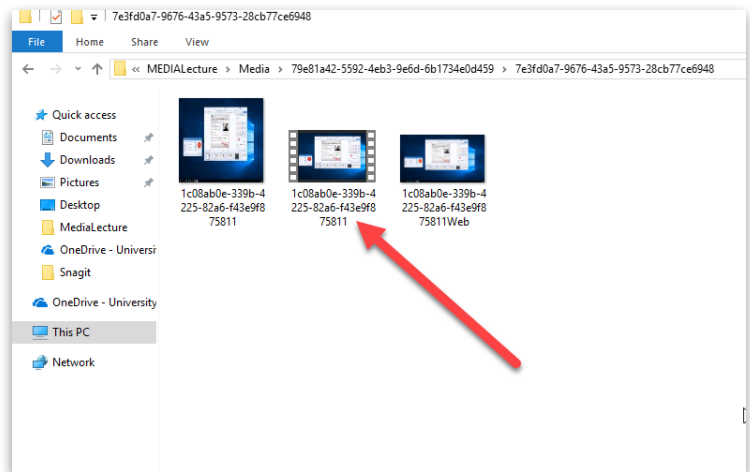 7e3fd0a7-9676-43a5-9573-28cb77ce6948
File Home Share View
« MEDIALecture > Media > 79e81a42-5592-4eb3-9e6d-6b1734e0d459 > 7e3fd0a7-9676-43a5-9573-28cb77ce6948
Quick access
Documents
Downloads
Pictures
Desktop
MediaLecture
OneDrive - Universit
Snagit
OneDrive - University
This PC
Network
1c08ab0e-339b-4
225-82a6-f43e9f8
75811
1c08ab0e-339b-4
225-82a6-f43e9f8
75811
1c08ab0e-339b-4
225-82a6-f43e9f8
75811Web